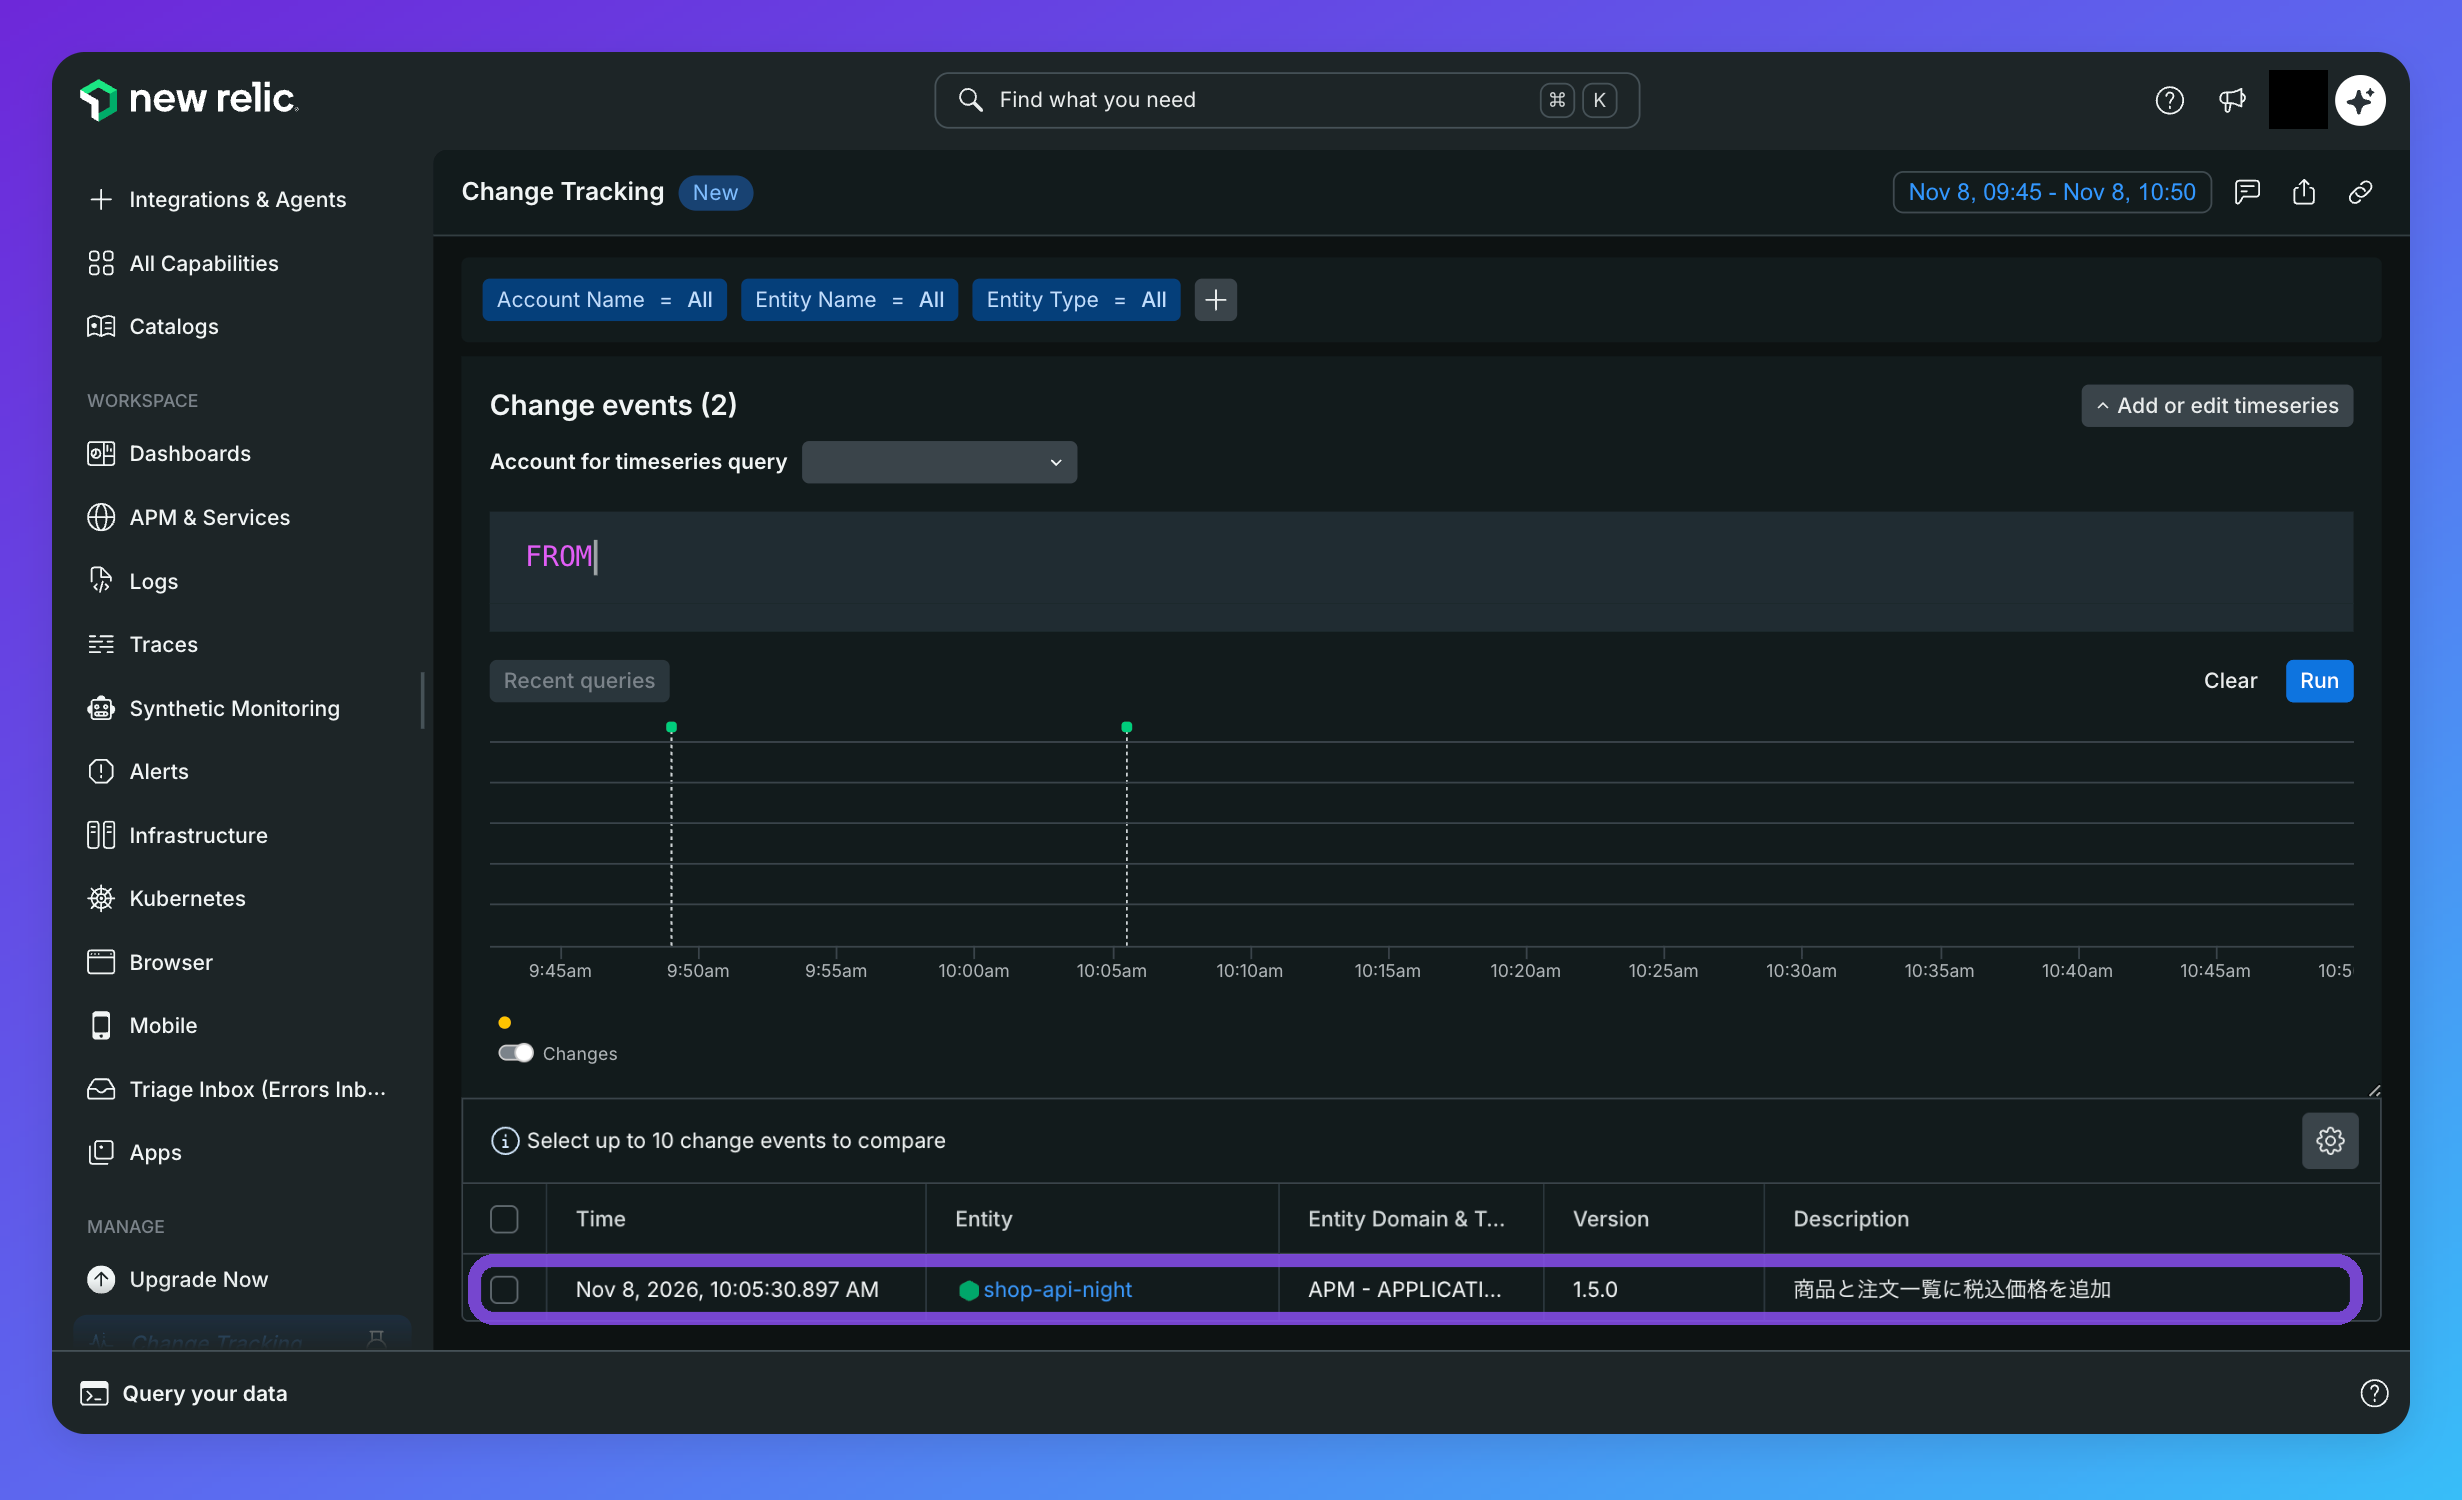 new relic
Find what you need
⌘ K
Integrations & Agents
All Capabilities
Catalogs
WORKSPACE
Dashboards
APM & Services
Logs
Traces
Synthetic Monitoring
Alerts
Infrastructure
Kubernetes
Browser
Mobile
Triage Inbox (Errors Inb...
Apps
MANAGE
Upgrade Now
Change Tracking
Query your data
Change Tracking New
Nov 8, 09:45 - Nov 8, 10:50
Account Name = All
Entity Name = All
Entity Type = All
Change events (2)
Add or edit timeseries
Account for timeseries query
FROM
Recent queries
Clear
Run
9:45am 9:50am 9:55am 10:00am 10:05am 10:10am 10:15am 10:20am 10:25am 10:30am 10:35am 10:40am 10:45am 10:5
Changes
Select up to 10 change events to compare
Time Entity Entity Domain & T... Version Description
Nov 8, 2026, 10:05:30.897 AM shop-api-night APM - APPLICATI... 1.5.0 商品と注文一覧に税込価格を追加